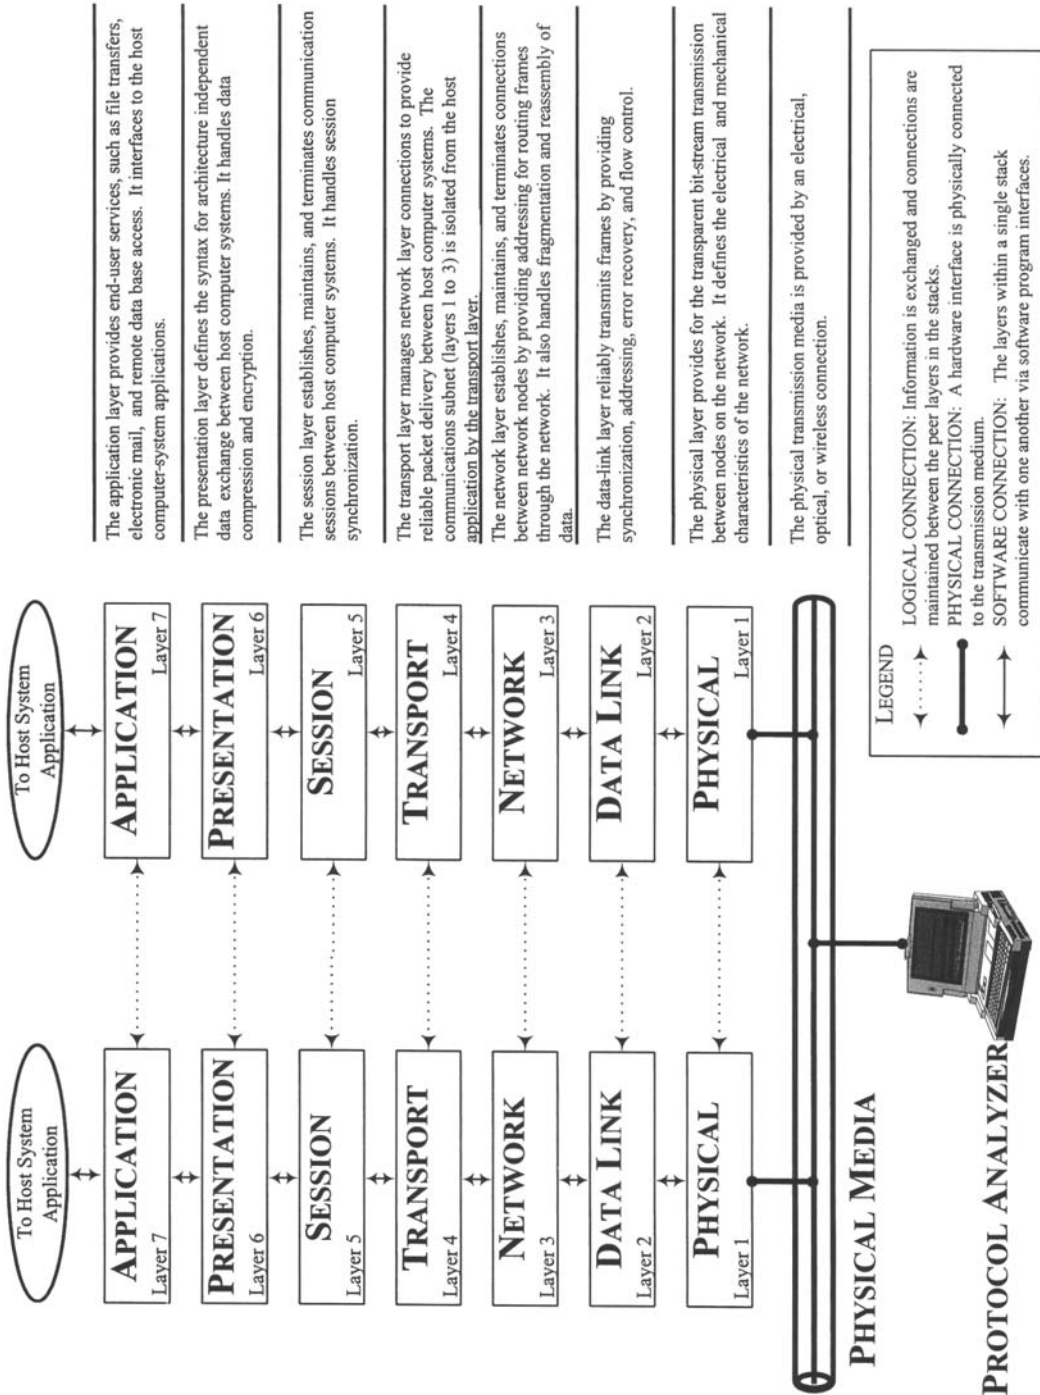 To Host System
Application
APPLICATION
Layer 7
PRESENTATION
Layer 6
SESSION
Layer 5
TRANSPORT
Layer 4
NETWORK
Layer 3
DATA LINK
Layer 2
PHYSICAL
Layer 1
To Host System
Application
APPLICATION
Layer 7
PRESENTATION
Layer 6
SESSION
Layer 5
TRANSPORT
Layer 4
NETWORK
Layer 3
DATA LINK
Layer 2
PHYSICAL
Layer 1
The application layer provides end-user services, such as file transfers,
electronic mail, and remote data base access. It interfaces to the host
computer-system applications.
The presentation layer defines the syntax for architecture independent
data exchange between host computer systems. It handles data
compression and encryption.
The session layer establishes, maintains, and terminates communication
sessions between host computer systems. It handles session
synchronization.
The transport layer manages network layer connections to provide
reliable packet delivery between host computer systems. The
communications subnet (layers 1 to 3) is isolated from the host
application by the transport layer.
The network layer establishes, maintains, and terminates connections
between network nodes by providing addressing for routing frames
through the network. It also handles fragmentation and reassembly of
data.
The data-link layer reliably transmits frames by providing
synchronization, addressing, error recovery, and flow control.
The physical layer provides for the transparent bit-stream transmission
between nodes on the network. It defines the electrical and mechanical
characteristics of the network.
The physical transmission media is provided by an electrical,
optical, or wireless connection.
PHYSICAL MEDIA
PROTOCOL ANALYZER
LEGEND
LOGICAL CONNECTION: Information is exchanged and connections are
maintained between the peer layers in the stacks.
PHYSICAL CONNECTION: A hardware interface is physically connected
to the transmission medium.
SOFTWARE CONNECTION: The layers within a single stack
communicate with one another via software program interfaces.